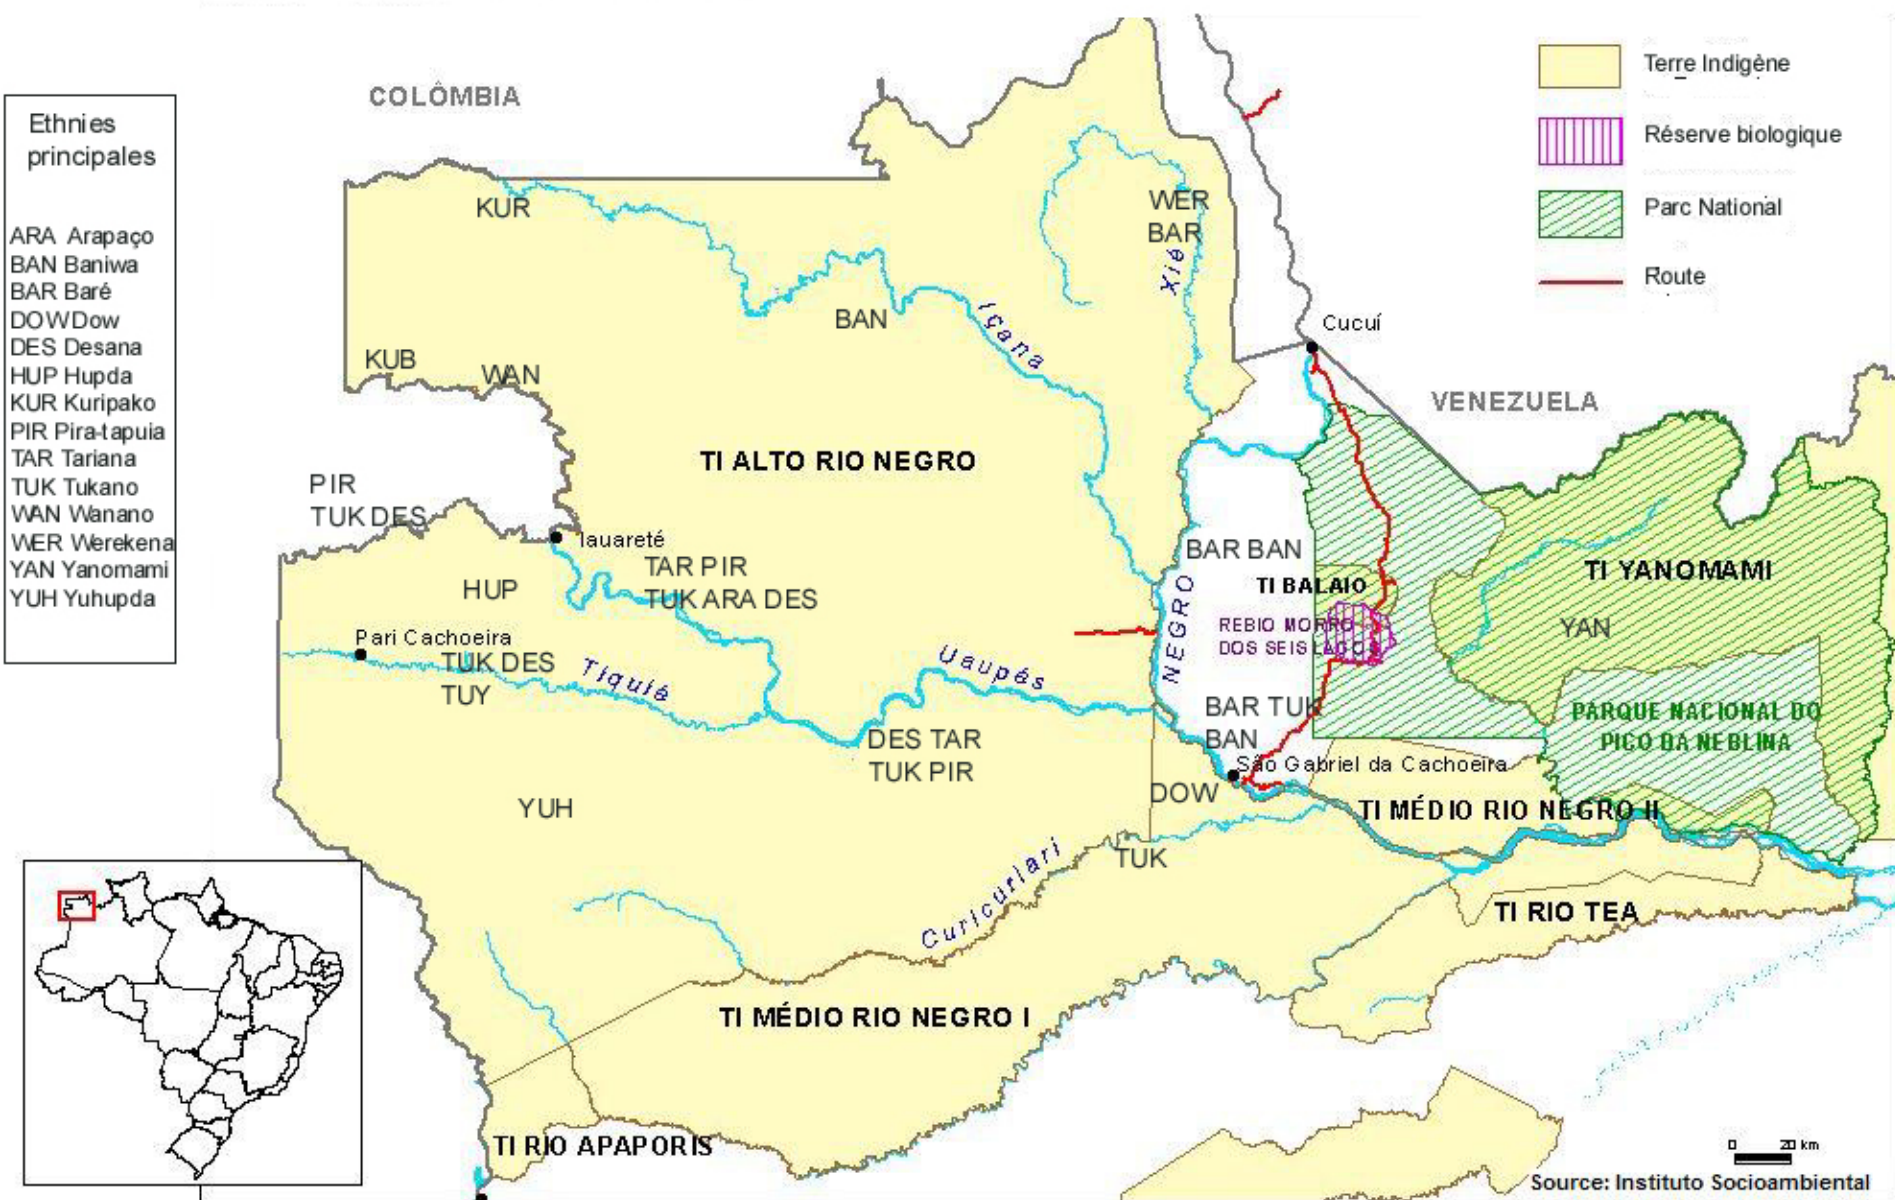 Ethnies
principales
ARA Arapaço
BAN Baniwa
BAR Baré
DOW Dow
DES Desana
HUP Hupda
KUR Kuripako
PIR Pira-tapuia
TAR Tariana
TUK Tukano
WAN Wanano
WER Werekena
YAN Yanomami
YUH Yuhupda
COLÔMBIA
Terre Indigène
Réserve biologique
Parc National
Route
KUR
WER
BAR
Xié
BAN
Içana
Cucuí
KUB
WAN
VENEZUELA
TI ALTO RIO NEGRO
PIR
TUK DES
Iauareté
BAR BAN
TAR PIR
TUK ARA DES
HUP
TI BALAIO
TI YANOMAMI
NEGRO
REBIO MORRO
DOS SEIS LAGOS
YAN
Pari Cachoeira
TUK DES
TUY
Tiquié
Uaupés
BAR TUK
BAN
PARQUE NACIONAL DO
PICO DA NEBLINA
DES TAR
TUK PIR
São Gabriel da Cachoeira
DOW
YUH
TI MÉDIO RIO NEGRO II
TUK
Curicuriari
TI RIO TEA
TI MÉDIO RIO NEGRO I
TI RIO APAPORIS
0 20 km
Source: Instituto Socioambiental